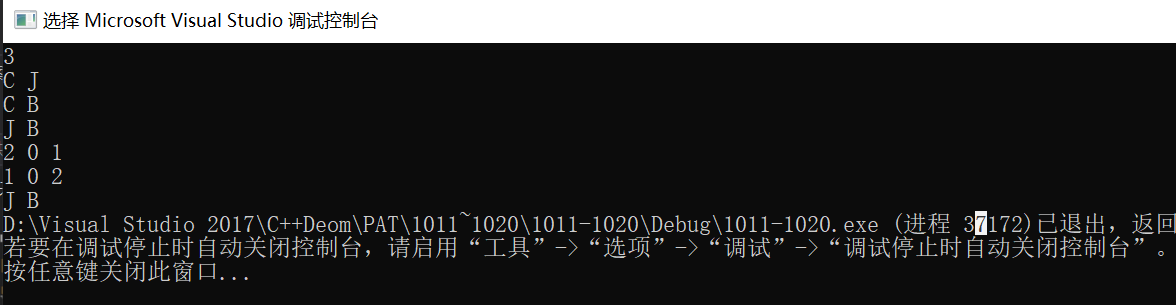 选择 Microsoft Visual Studio 调试控制台
3
C J
C B
J B
2 0 1
1 0 2
J B
D:\Visual Studio 2017\C++Deom\PAT\1011~1020\1011-1020\Debug\1011-1020.exe (进程 37172)已退出，返回
若要在调试停止时自动关闭控制台，请启用“工具”->“选项”->“调试”->“调试停止时自动关闭控制台”。
按任意键关闭此窗口...